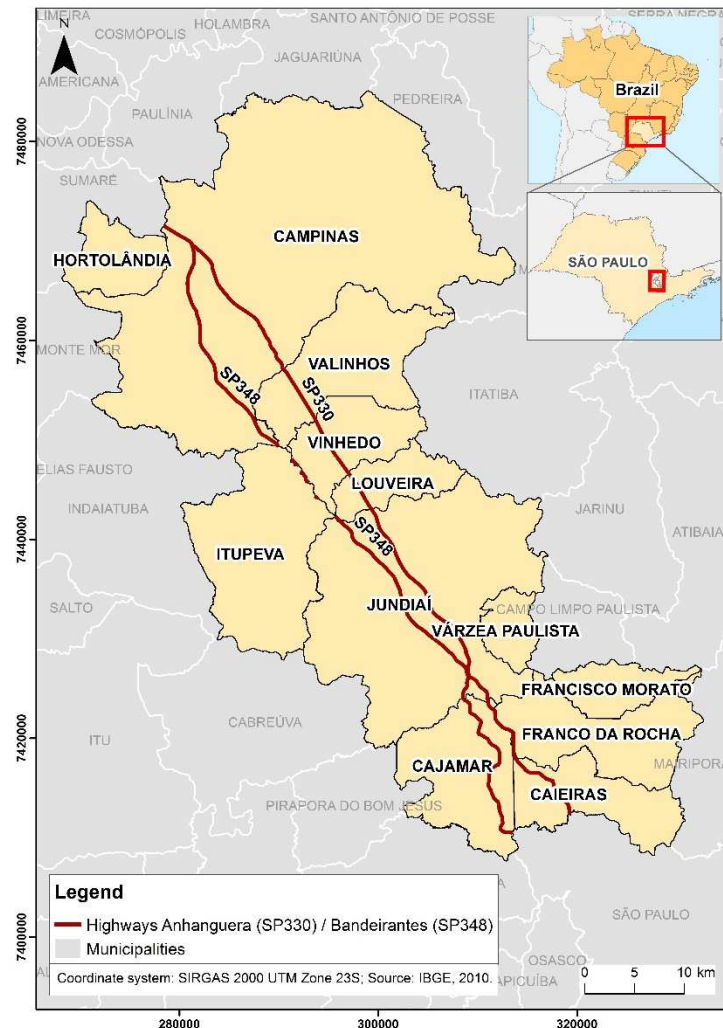 LIMEIRA
SANTO ANTÔNIO DE POSSE
SERRA NEGRA
N
COSMÓPOLIS
JAGUARIÚNA
AMERICANA
PEDREIRA
PAULÍNIA
Brazil
7480000
NOVA ODESSA
SUMARÉ
CAMPINAS
HORTOLÂNDIA
SÃO PAULO
7460000
MONTE MOR
VALINHOS
SP348
SP330
ITATIBA
VINHEDO
ELIAS FAUSTO
LOUVEIRA
INDAIATUBA
JARINU
7440000
SP348
ATIBAIA
ITUPEVA
JUNDIAÍ
SALTO
CAMPO LIMPO PAULISTA
VÁRZEA PAULISTA
FRANCISCO MORATO
CABREÚVA
ITU
FRANCO DA ROCHA
7420000
CAJAMAR
MAIRIPORÃ
CAIEIRAS
PIRAPORA DO BOM JESUS
Legend
Highways Anhanguera (SP330) / Bandeirantes (SP348)
Municipalities
SÃO PAULO
7400000
OSASCO
Coordinate system: SIRGAS 2000 UTM Zone 23S; Source: IBGE, 2010.
0 5 10 km
280000
300000
320000